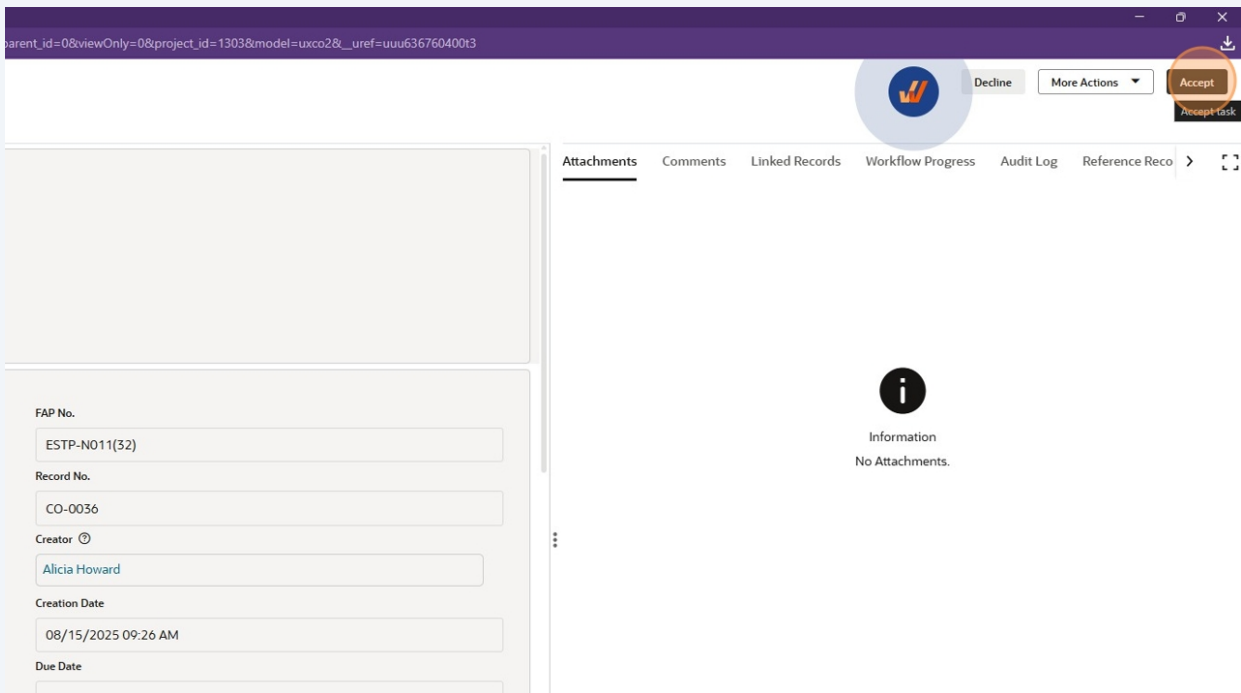 parent_id=0&viewOnly=0&project_id=1303&model=uxco2&__uref=uuu636760400t3
Decline
More Actions
Accept
Accept task
Attachments
Comments
Linked Records
Workflow Progress
Audit Log
Reference Reco
Information
No Attachments.
FAP No.
ESTP-N011(32)
Record No.
CO-0036
Creator
Alicia Howard
Creation Date
08/15/2025 09:26 AM
Due Date